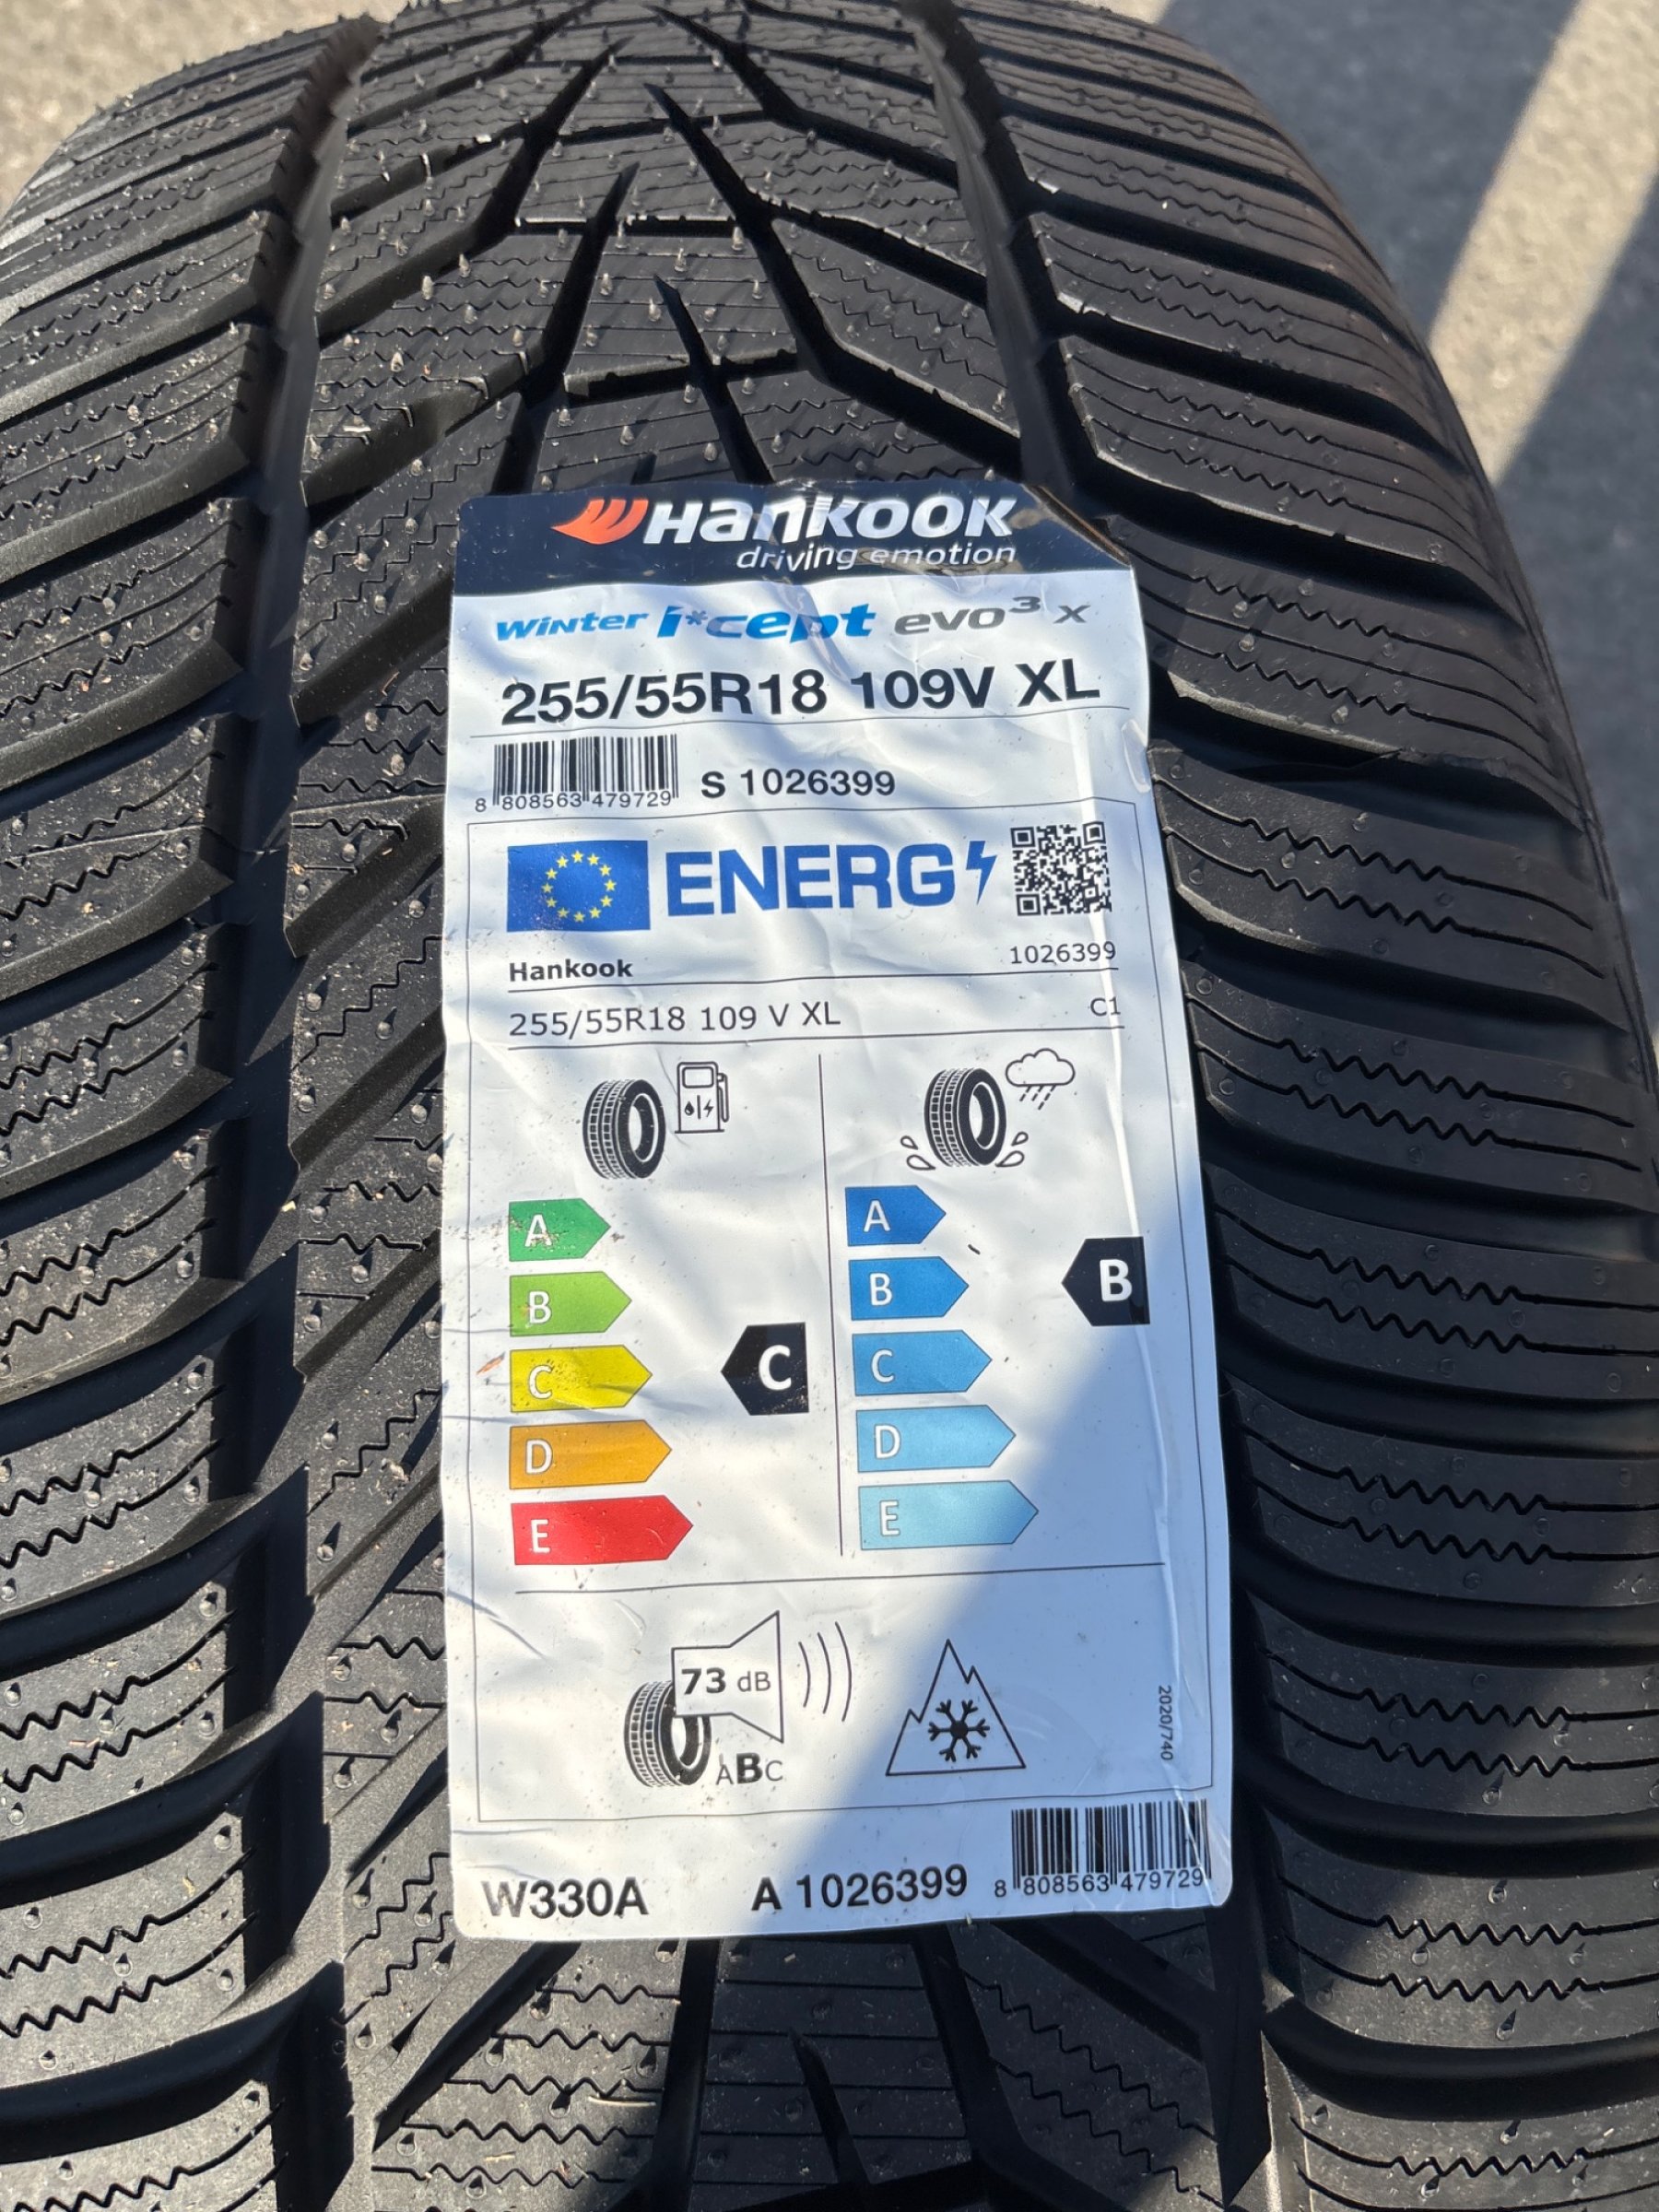 Hankook
driving emotion
Winter i*cept evo³ x
255/55R18 109V XL
8 808563 479729
S 1026399
ENERG
Hankook
1026399
255/55R18 109 V XL
C1
A
B
C
D
E
C
A
B
C
D
E
B
73 dB
ABC
2020/740
W330A
A 1026399
8 808563 479729